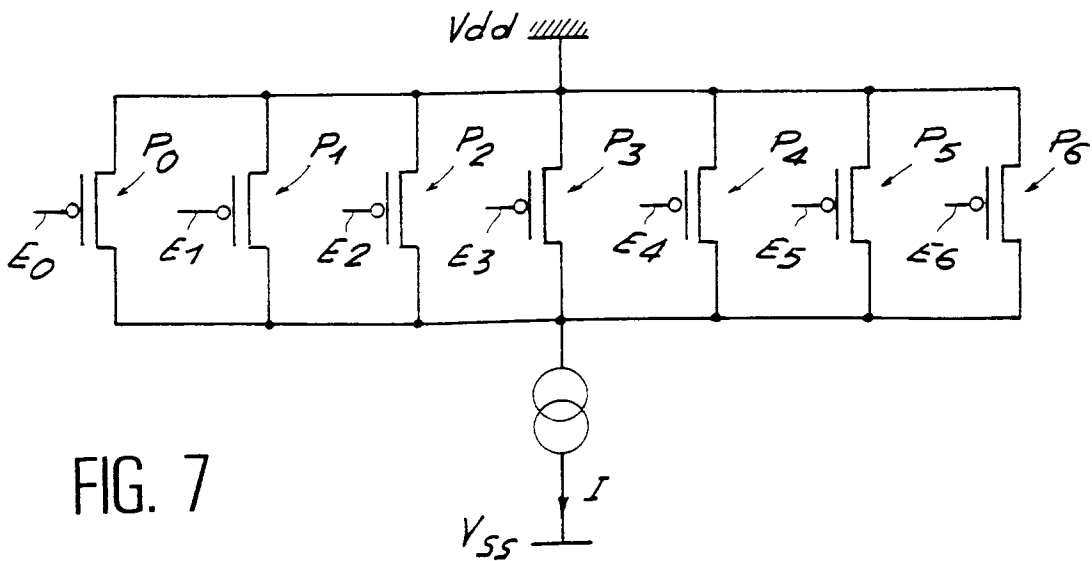 Vdd
P0 P1 P2 P3 P4 P5 P6
E0 E1 E2 E3 E4 E5 E6
I
VSS
FIG. 7